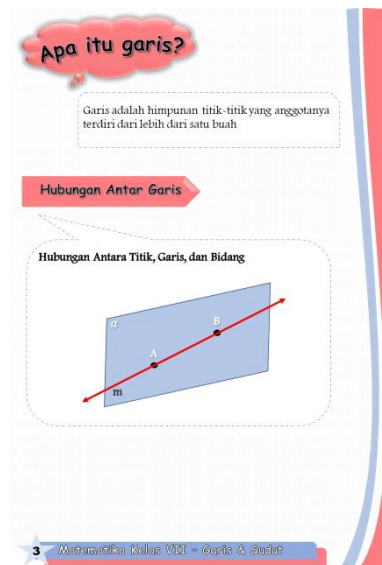 Apa itu garis?
Garis adalah himpunan titik-titik yang anggotanya
terdiri dari lebih dari satu buah
Hubungan Antar Garis
Hubungan Antara Titik, Garis, dan Bidang
α
B
A
m
3 Matematika Kelas VII - Garis & Sudut